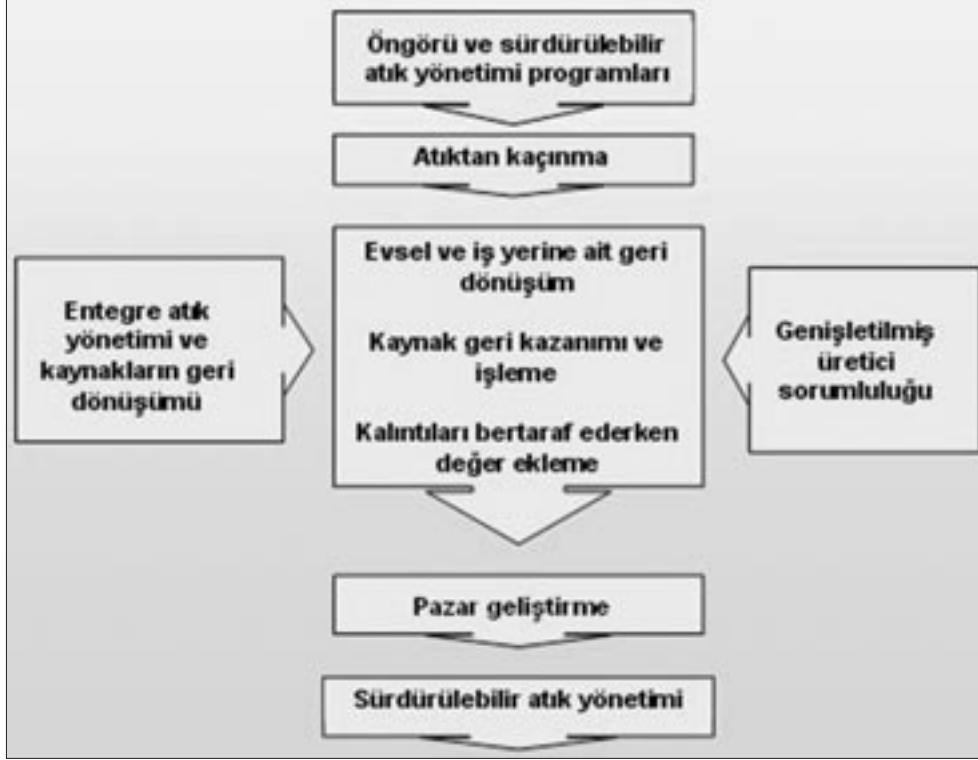 Öngörü ve sürdürülebilir
atık yönetimi programları
Atıktan kaçınma
Evsel ve iş yerine ait geri
dönüşüm
Kaynak geri kazanımı ve
işleme
Kalıntıları bertaraf ederken
değer ekleme
Entegre atık
yönetimi ve
kaynakların geri
dönüşümü
Genişletilmiş
üretici
sorumluluğu
Pazar geliştirme
Sürdürülebilir atık yönetimi